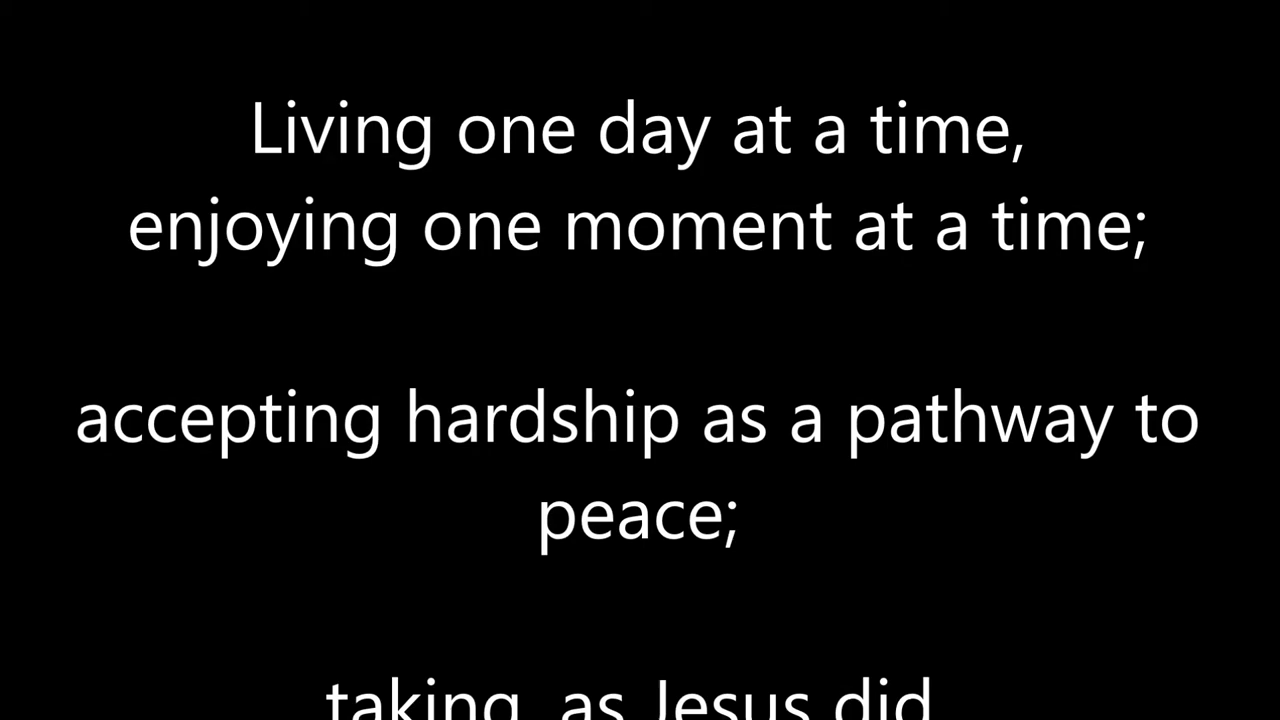 Living one day at a time,
enjoying one moment at a time;
accepting hardship as a pathway to
peace;
taking, as Jesus did